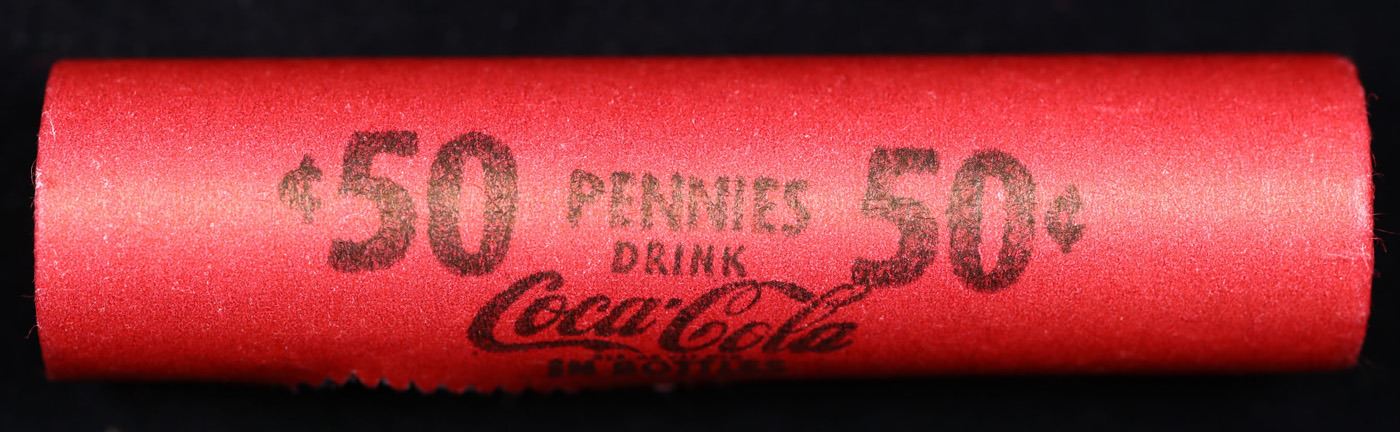 ¢50 PENNIES 50¢
DRINK
Coca-Cola
IN BOTTLES